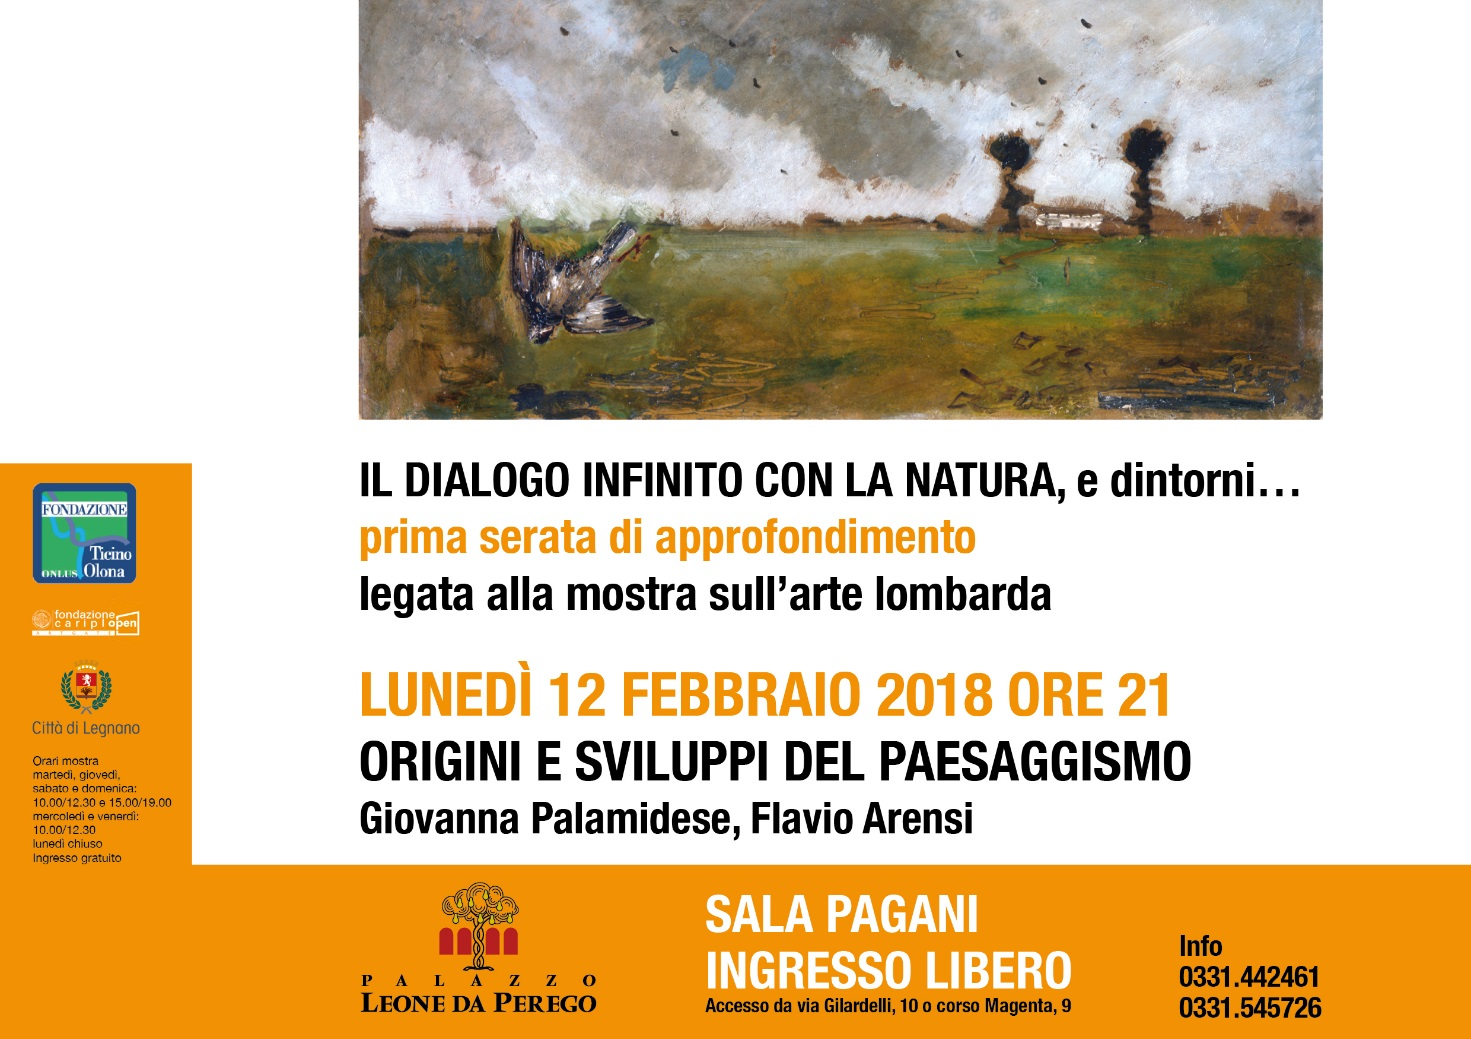 IL DIALOGO INFINITO CON LA NATURA, e dintorni...
prima serata di approfondimento
legata alla mostra sull'arte lombarda
LUNEDÌ 12 FEBBRAIO 2018 ORE 21
ORIGINI E SVILUPPI DEL PAESAGGISMO
Giovanna Palamidese, Flavio Arensi
FONDAZIONE
Ticino
ONLUS Olona
fondazione
cariplo open
Città di Legnano
Orari mostra
martedì, giovedì,
sabato e domenica:
10.00/12.30 e 15.00/19.00
mercoledì e venerdì:
10.00/12.30
lunedì chiuso
Ingresso gratuito
PALAZZO
LEONE DA PEREGO
SALA PAGANI
INGRESSO LIBERO
Accesso da via Gilardelli, 10 o corso Magenta, 9
Info
0331.442461
0331.545726